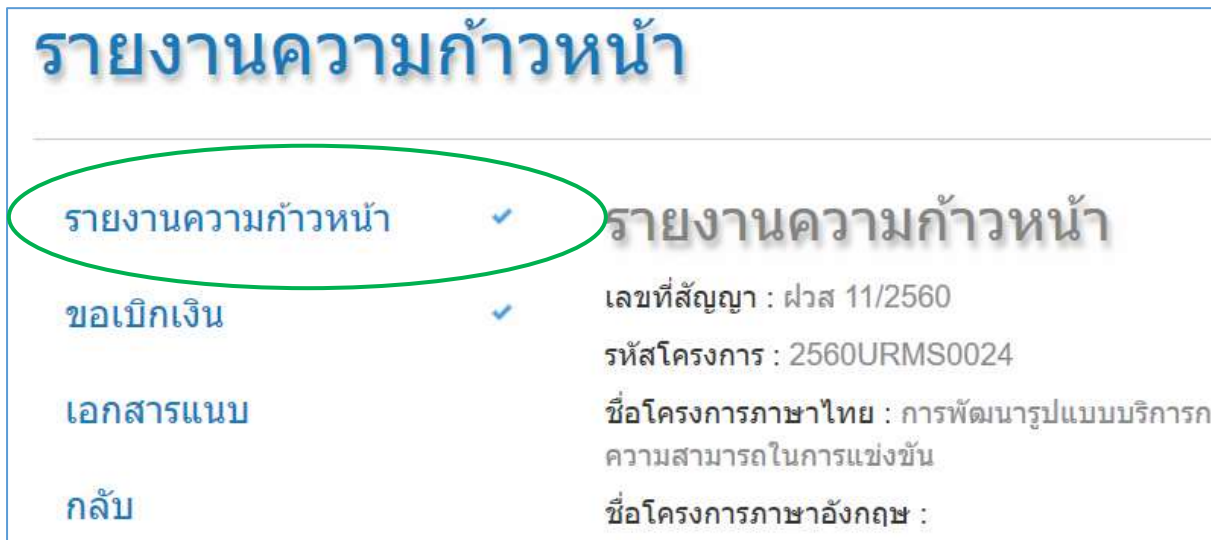 รายงานความก้าวหน้า
รายงานความก้าวหน้า
ขอเบิกเงิน
เอกสารแนบ
กลับ
รายงานความก้าวหน้า
เลขที่สัญญา : ฝวส 11/2560
รหัสโครงการ : 2560URMS0024
ชื่อโครงการภาษาไทย : การพัฒนารูปแบบบริการก
ความสามารถในการแข่งขัน
ชื่อโครงการภาษาอังกฤษ :